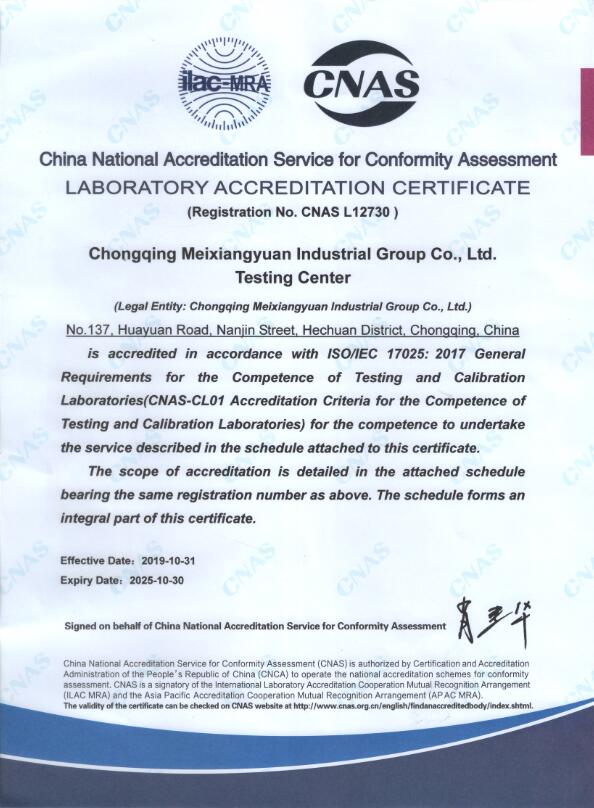 ilac-MRA
CNAS
China National Accreditation Service for Conformity Assessment
LABORATORY ACCREDITATION CERTIFICATE
(Registration No. CNAS L12730 )
Chongqing Meixiangyuan Industrial Group Co., Ltd.
Testing Center
(Legal Entity: Chongqing Meixiangyuan Industrial Group Co., Ltd.)
No.137, Huayuan Road, Nanjin Street, Hechuan District, Chongqing, China
is accredited in accordance with ISO/IEC 17025: 2017 General
Requirements for the Competence of Testing and Calibration
Laboratories(CNAS-CL01 Accreditation Criteria for the Competence of
Testing and Calibration Laboratories) for the competence to undertake
the service described in the schedule attached to this certificate.
The scope of accreditation is detailed in the attached schedule
bearing the same registration number as above. The schedule forms an
integral part of this certificate.
Effective Date：2019-10-31
Expiry Date：2025-10-30
Signed on behalf of China National Accreditation Service for Conformity Assessment
China National Accreditation Service for Conformity Assessment (CNAS) is authorized by Certification and Accreditation
Administration of the People's Republic of China (CNCA) to operate the national accreditation schemes for conformity
assessment. CNAS is a signatory of the International Laboratory Accreditation Cooperation Mutual Recognition Arrangement
(ILAC MRA) and the Asia Pacific Accreditation Cooperation Mutual Recognition Arrangement (APAC MRA).
The validity of the certificate can be checked on CNAS website at http://www.cnas.org.cn/english/findanaccreditedbody/index.shtml.